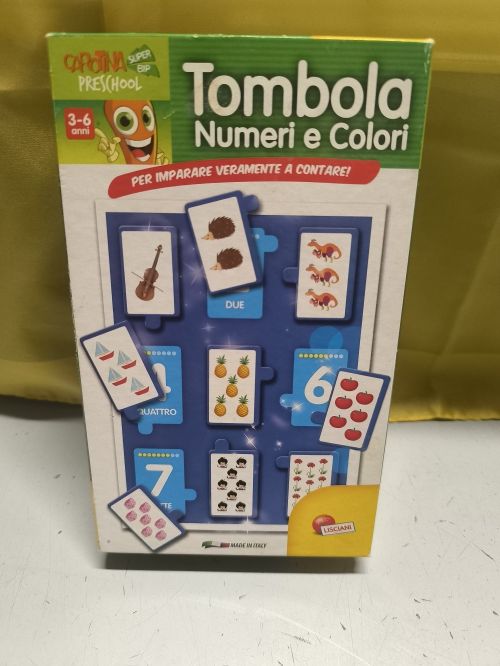 CAROTINA
SUPER
BIP
PRESCHOOL
3-6
anni
Tombola
Numeri e Colori
PER IMPARARE VERAMENTE A CONTARE!
DUE
QUATTRO
6
7
LISCIANI
MADE IN ITALY